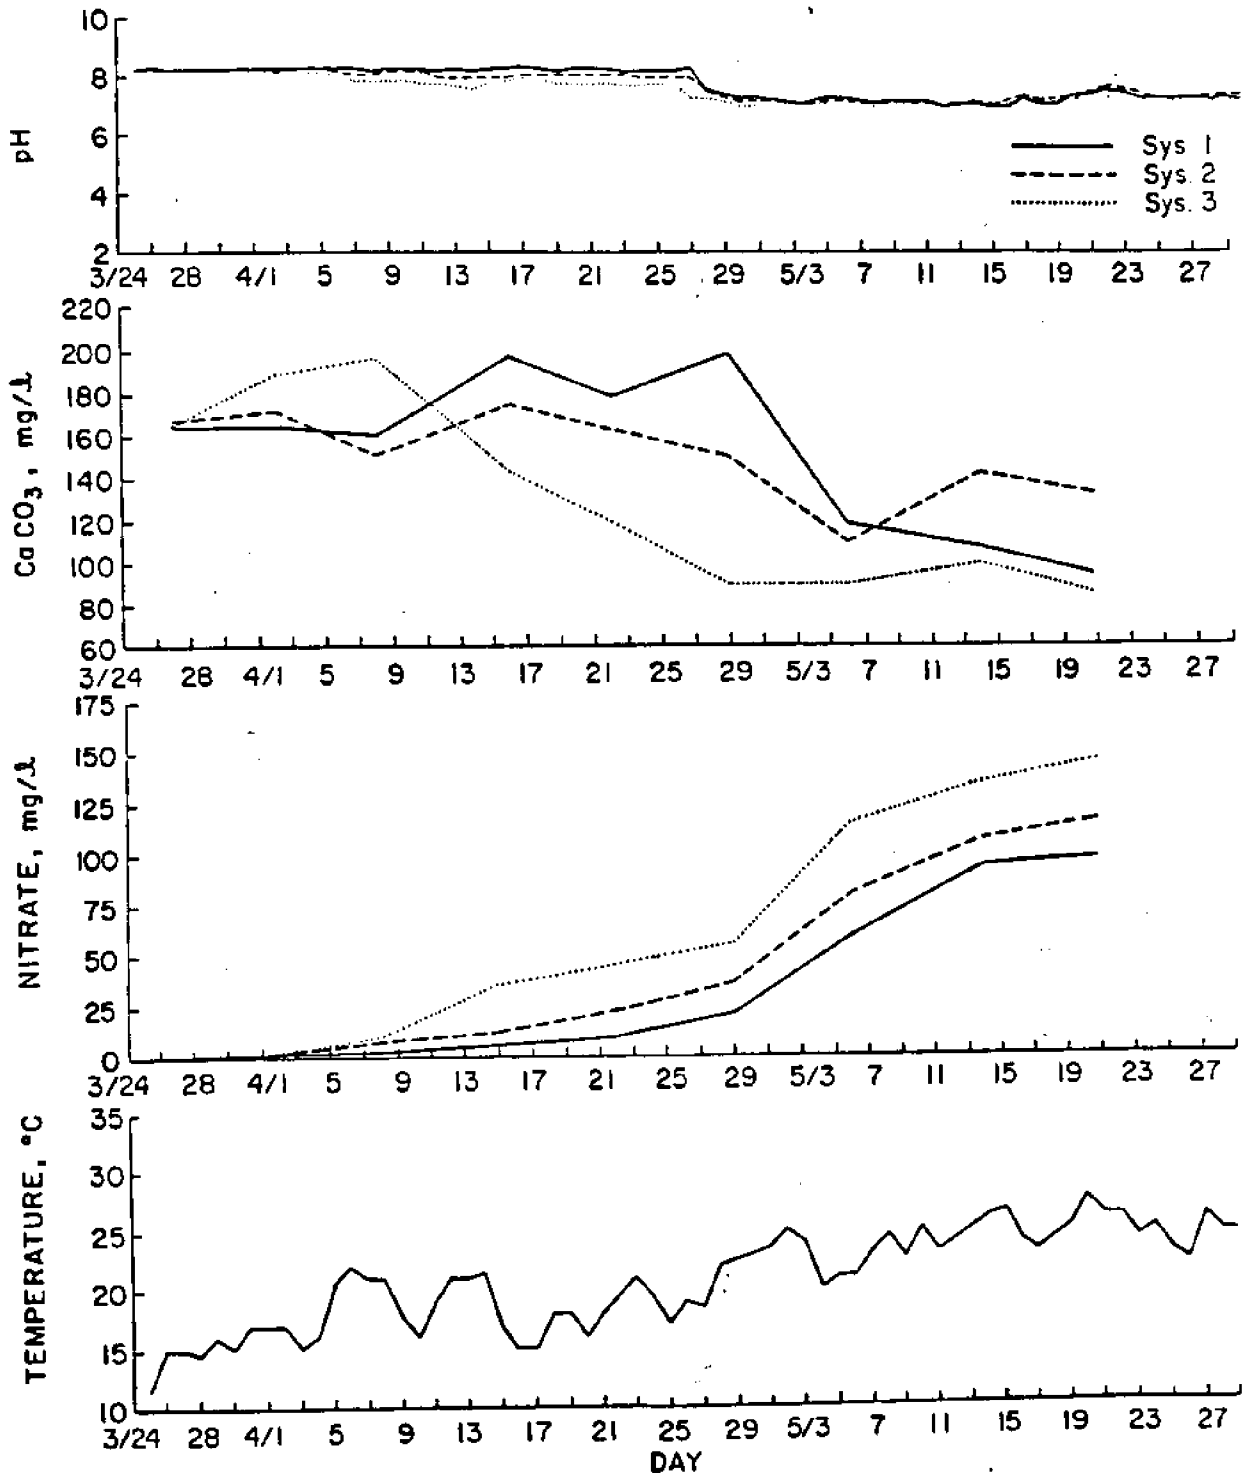 10
8
6
4
2
pH
Sys 1
Sys. 2
Sys. 3
3/24 28 4/1 5 9 13 17 21 25 29 5/3 7 11 15 19 23 27
220
200
180
160
140
120
100
80
60
CaCO3, mg/l
3/24 28 4/1 5 9 13 17 21 25 29 5/3 7 11 15 19 23 27
175
150
125
100
75
50
25
0
NITRATE, mg/l
3/24 28 4/1 5 9 13 17 21 25 29 5/3 7 11 15 19 23 27
35
30
25
20
15
10
TEMPERATURE, °C
3/24 28 4/1 5 9 13 17 21 25 29 5/3 7 11 15 19 23 27
DAY